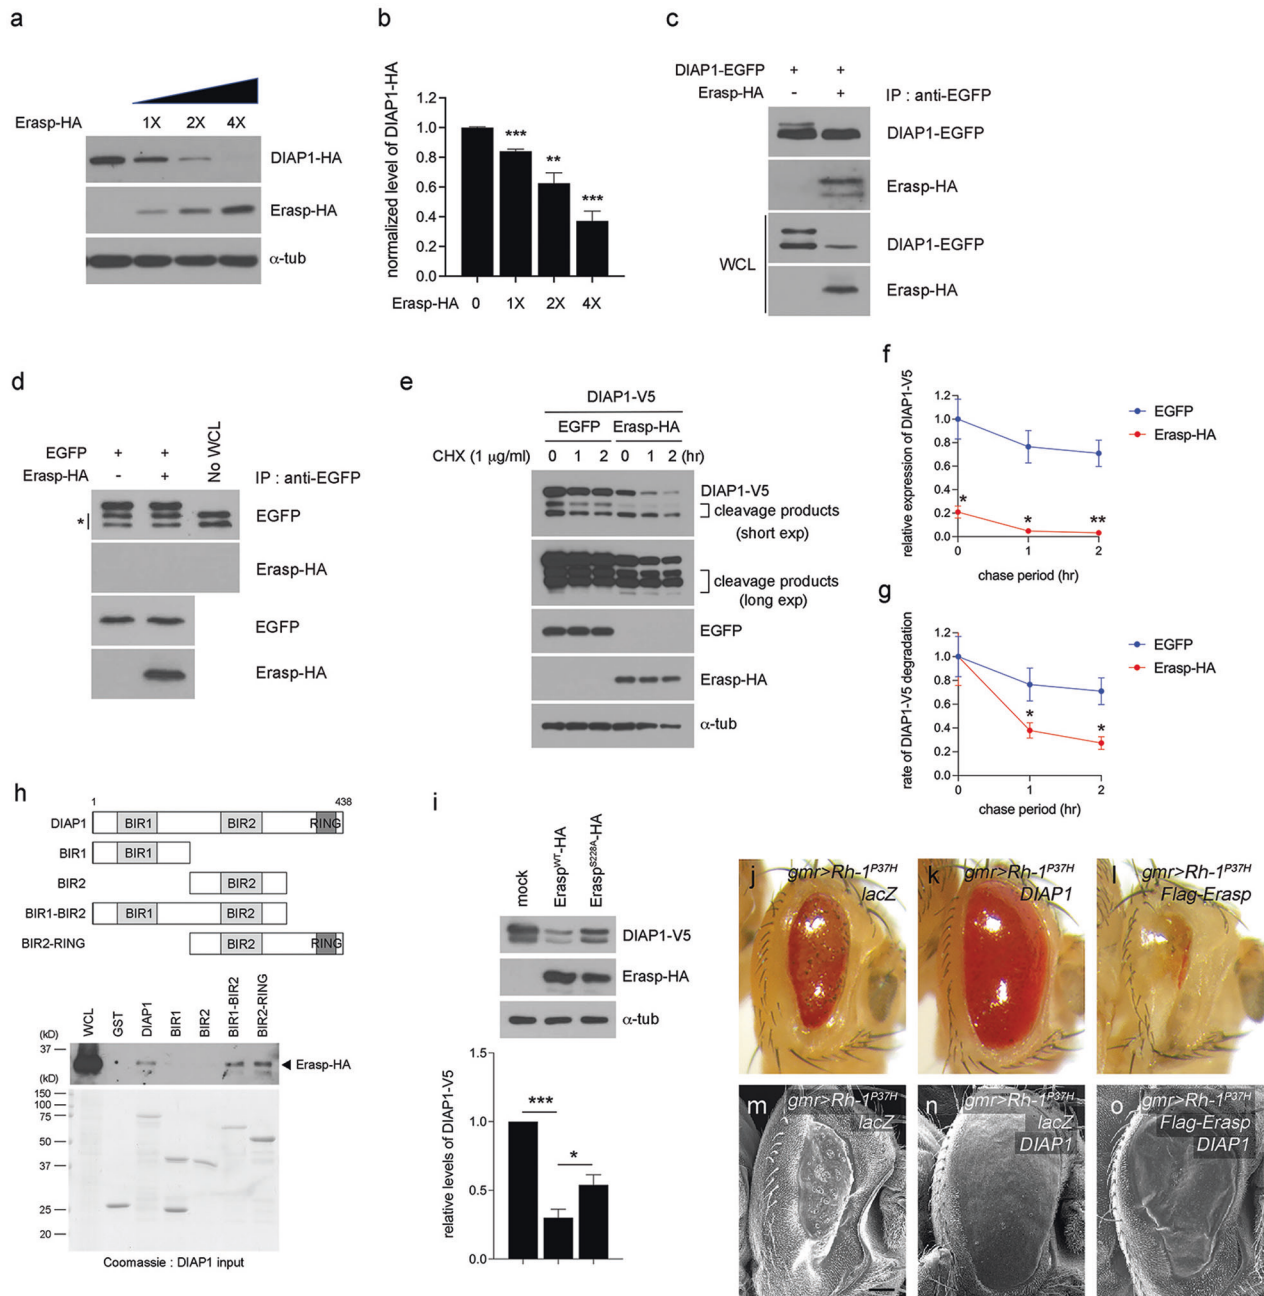 a
Erasp-HA 1X 2X 4X
DIAP1-HA
Erasp-HA
α-tub
b
normalized level of DIAP1-HA
1.2
1.0
0.8
0.6
0.4
0.2
0.0
***
**
***
Erasp-HA 0 1X 2X 4X
c
DIAP1-EGFP + +
Erasp-HA - + IP : anti-EGFP
DIAP1-EGFP
Erasp-HA
WCL
DIAP1-EGFP
Erasp-HA
d
EGFP + +
Erasp-HA - +
No WCL
IP : anti-EGFP
*
EGFP
Erasp-HA
EGFP
Erasp-HA
e
DIAP1-V5
EGFP Erasp-HA
CHX (1 µg/ml) 0 1 2 0 1 2 (hr)
DIAP1-V5
cleavage products
(short exp)
cleavage products
(long exp)
EGFP
Erasp-HA
α-tub
f
relative expression of DIAP1-V5
1.2
1.0
0.8
0.6
0.4
0.2
0.0
* * **
0 1 2
chase period (hr)
EGFP
Erasp-HA
g
rate of DIAP1-V5 degradation
1.2
1.0
0.8
0.6
0.4
0.2
0.0
* *
0 1 2
chase period (hr)
EGFP
Erasp-HA
h
1 438
DIAP1 BIR1 BIR2 RING
BIR1 BIR1
BIR2 BIR2
BIR1-BIR2 BIR1 BIR2
BIR2-RING BIR2 RING
WCL GST DIAP1 BIR1 BIR2 BIR1-BIR2 BIR2-RING
(kD)
37
Erasp-HA
(kD)
150
100
75
50
37
25
20
Coomassie : DIAP1 input
i
mock Erasp^WT-HA Erasp^S228A-HA
DIAP1-V5
Erasp-HA
α-tub
relative levels of DIAP1-V5
1.5
1.0
0.5
0.0
***
*
j gmr>Rh-1^P37H
lacZ
k gmr>Rh-1^P37H
DIAP1
l gmr>Rh-1^P37H
Flag-Erasp
m gmr>Rh-1^P37H
lacZ
n gmr>Rh-1^P37H
lacZ
DIAP1
o gmr>Rh-1^P37H
Flag-Erasp
DIAP1